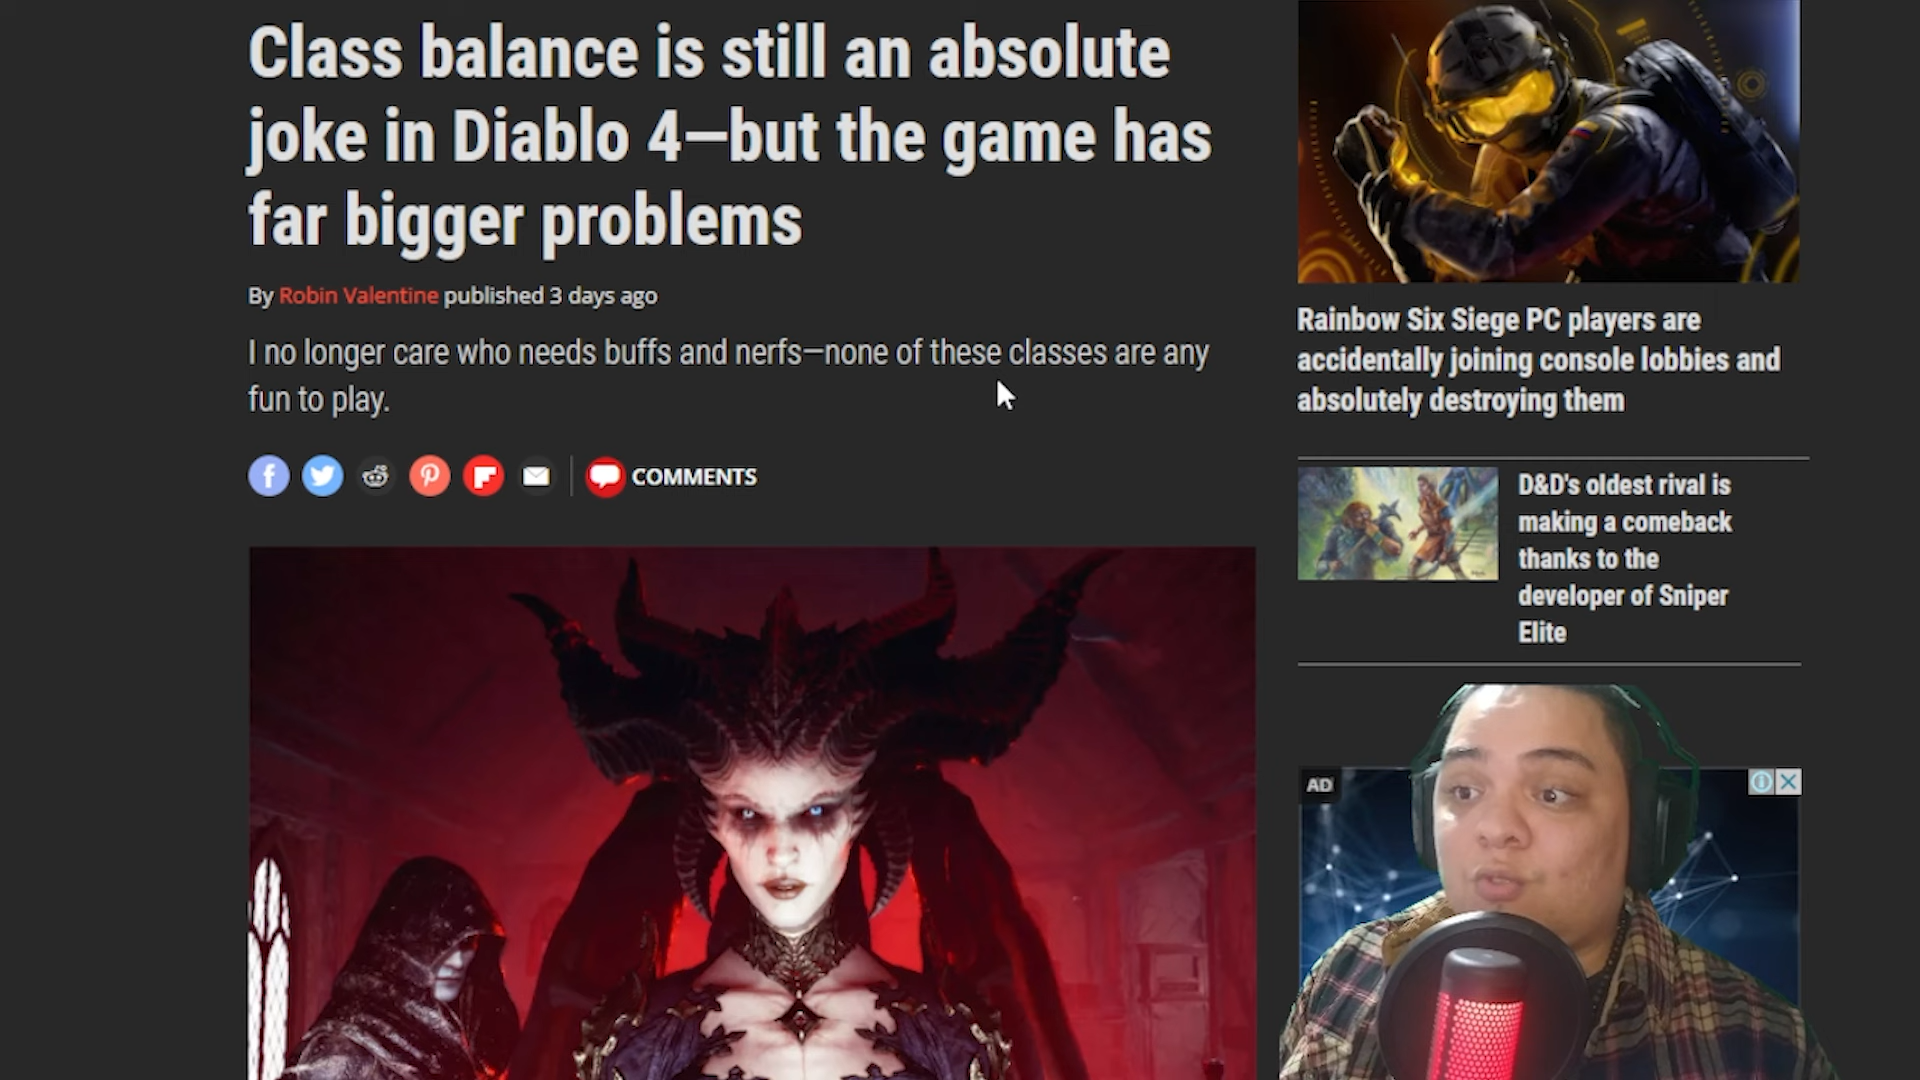 Class balance is still an absolute
joke in Diablo 4—but the game has
far bigger problems
By Robin Valentine published 3 days ago
I no longer care who needs buffs and nerfs—none of these classes are any
fun to play.
COMMENTS
Rainbow Six Siege PC players are
accidentally joining console lobbies and
absolutely destroying them
D&D's oldest rival is
making a comeback
thanks to the
developer of Sniper
Elite
AD